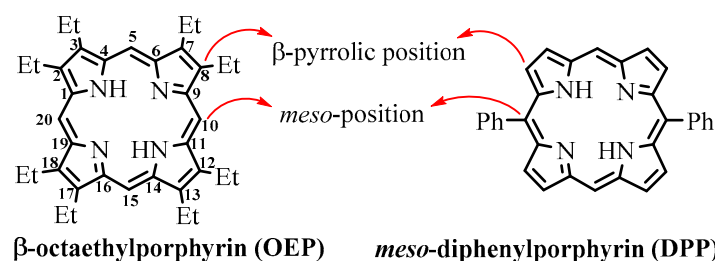 Et Et
Et 3 4 5 6 7 Et
2 8
1 NH N 9
20 10
19 N HN 11
18 12
Et 17 16 15 14 13 Et
Et Et
β-pyrrolic position
meso-position
NH N
Ph Ph
N HN
β-octaethylporphyrin (OEP)
meso-diphenylporphyrin (DPP)